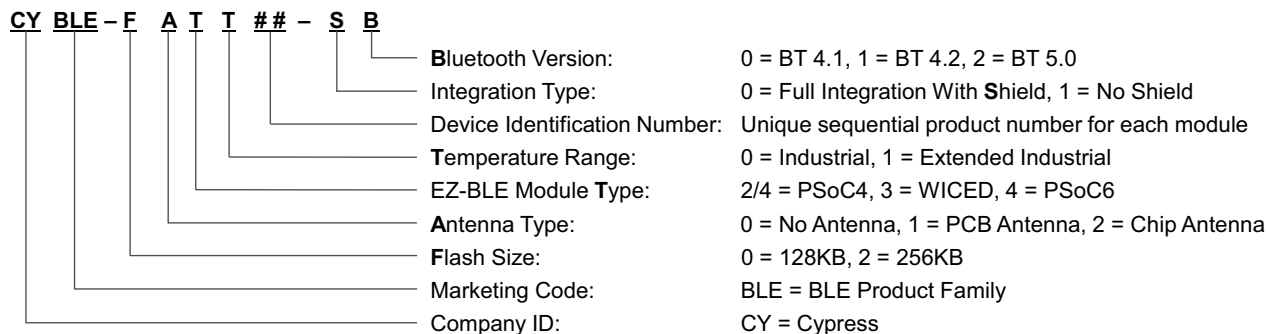 CY BLE – F A T T ## – S B
Bluetooth Version: 0 = BT 4.1, 1 = BT 4.2, 2 = BT 5.0
Integration Type: 0 = Full Integration With Shield, 1 = No Shield
Device Identification Number: Unique sequential product number for each module
Temperature Range: 0 = Industrial, 1 = Extended Industrial
EZ-BLE Module Type: 2/4 = PSoC4, 3 = WICED, 4 = PSoC6
Antenna Type: 0 = No Antenna, 1 = PCB Antenna, 2 = Chip Antenna
Flash Size: 0 = 128KB, 2 = 256KB
Marketing Code: BLE = BLE Product Family
Company ID: CY = Cypress